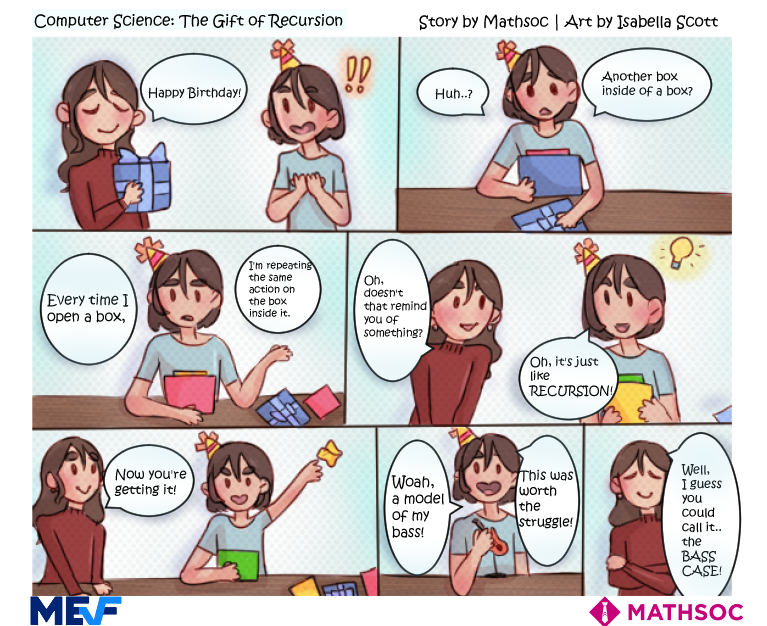 Computer Science: The Gift of Recursion
Story by Mathsoc | Art by Isabella Scott
Happy Birthday!
!!
Huh..?
Another box
inside of a box?
Every time I
open a box,
I'm repeating
the same
action on
the box
inside it.
Oh,
doesn't
that remind
you of
something?
Oh, it's just
like
RECURSION!
Now you're
getting it!
Woah,
a model
of my
bass!
This was
worth
the
struggle!
Well,
I guess
you
could
call it..
the
BASS
CASE!
MEVF
MATHSOC